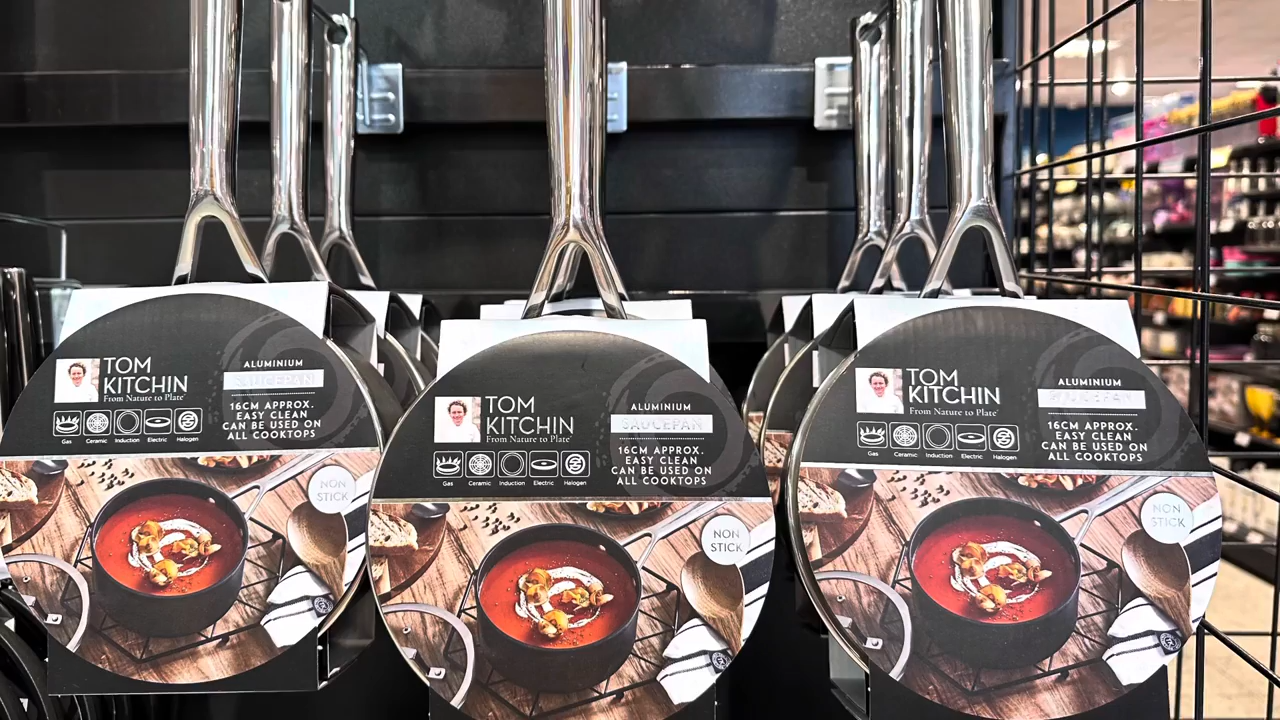 TOM
KITCHIN
From Nature to Plate
Gas Ceramic Induction Electric Halogen
ALUMINIUM
SAUCEPAN
16CM APPROX.
EASY CLEAN
CAN BE USED ON
ALL COOKTOPS
NON
STICK
TOM
KITCHIN
From Nature to Plate
Gas Ceramic Induction Electric Halogen
ALUMINIUM
SAUCEPAN
16CM APPROX.
EASY CLEAN
CAN BE USED ON
ALL COOKTOPS
NON
STICK
TOM
KITCHIN
From Nature to Plate
Gas Ceramic Induction Electric Halogen
ALUMINIUM
SAUCEPAN
16CM APPROX.
EASY CLEAN
CAN BE USED ON
ALL COOKTOPS
NON
STICK